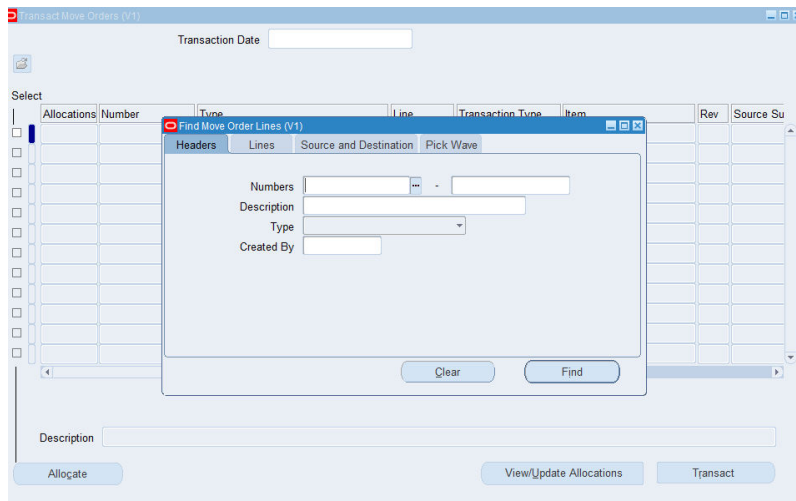 Transact Move Orders (V1)
Transaction Date
Select
Allocations Number Type Line Transaction Type Item Rev Source Su
Find Move Order Lines (V1)
Headers Lines Source and Destination Pick Wave
Numbers ... -
Description
Type
Created By
Clear Find
Description
Allocate View/Update Allocations Transact